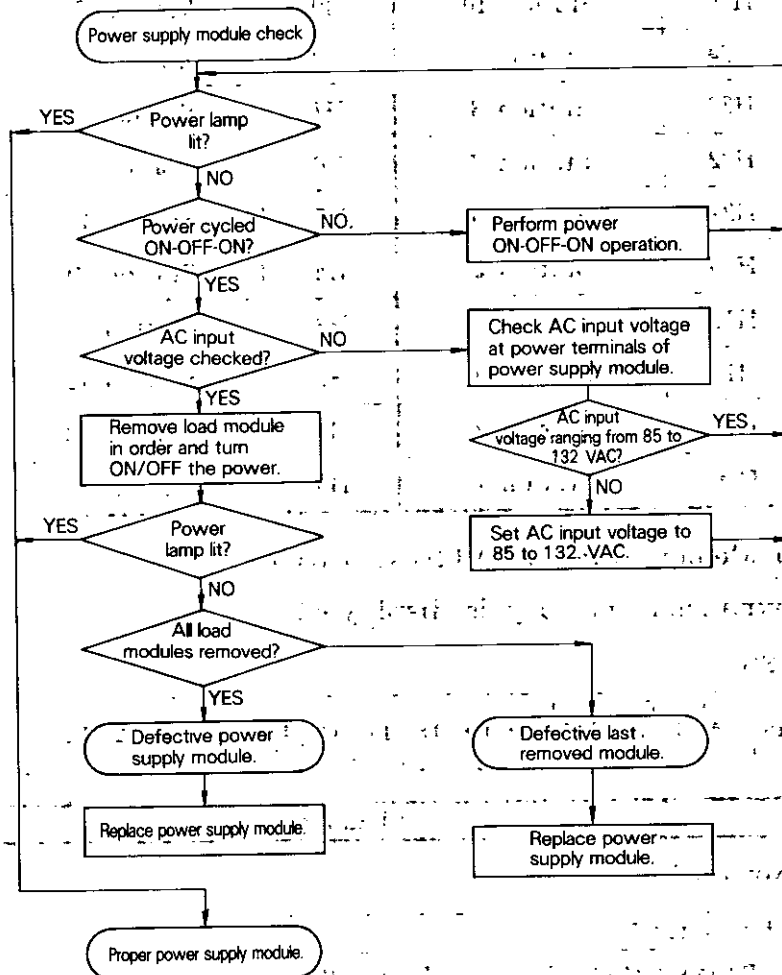 Power supply module check
YES
Power lamp
lit?
NO
Power cycled
ON-OFF-ON?
NO.
Perform power
ON-OFF-ON operation.
YES
AC input
voltage checked?
NO
Check AC input voltage
at power terminals of
power supply module.
YES
Remove load module
in order and turn
ON/OFF the power.
AC input
voltage ranging from 85 to
132 VAC?
YES
NO
YES
Power
lamp lit?
Set AC input voltage to
85 to 132. VAC.
NO
All load
modules removed?
YES
Defective power
supply module.
Defective last
removed module.
Replace power supply module.
Replace power
supply module.
Proper power supply module.